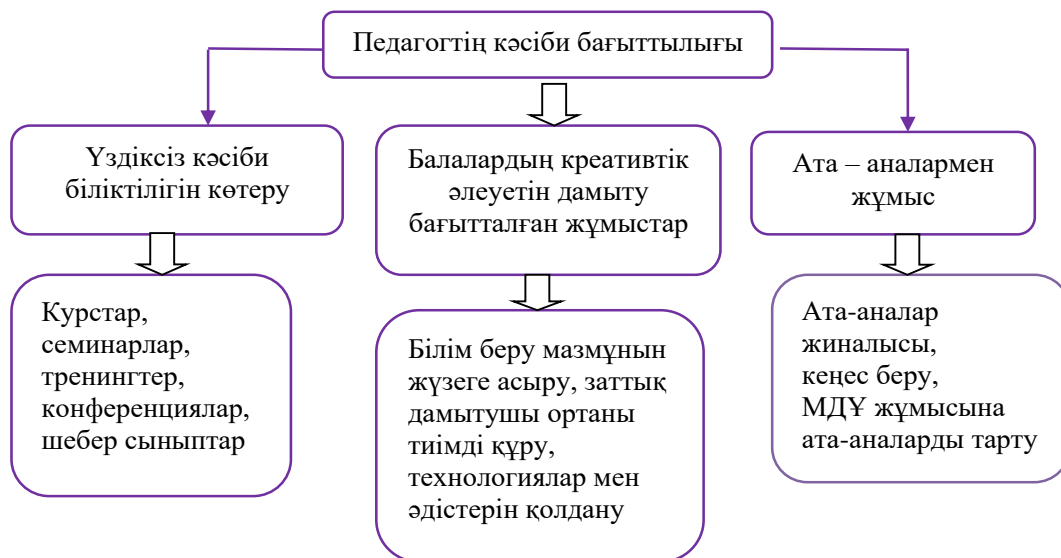 Педагогтің кәсіби бағыттылығы
Үздіксіз кәсіби
біліктілігін көтеру
Балалардың креативтік
әлеуетін дамыту
бағытталған жұмыстар
Ата – аналармен
жұмыс
Курстар,
семинарлар,
тренингтер,
конференциялар,
шебер сыныптар
Білім беру мазмұнын
жүзеге асыру, заттық
дамытушы ортаны
тиімді құру,
технологиялар мен
әдістерін қолдану
Ата-аналар
жиналысы,
кеңес беру,
МДҰ жұмысына
ата-аналарды тарту